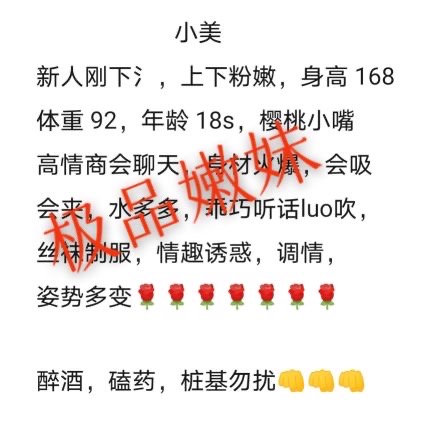 小美
新人刚下氵，上下粉嫩，身高 168
体重 92，年龄 18s，樱桃小嘴
高情商会聊天，身材火爆，会吸
会夹，水多多，乖巧听话luo吹，
丝袜制服，情趣诱惑，调情，
姿势多变🌹🌹🌹🌹🌹🌹🌹
醉酒，磕药，桩基勿扰👊👊👊
极品嫩妹